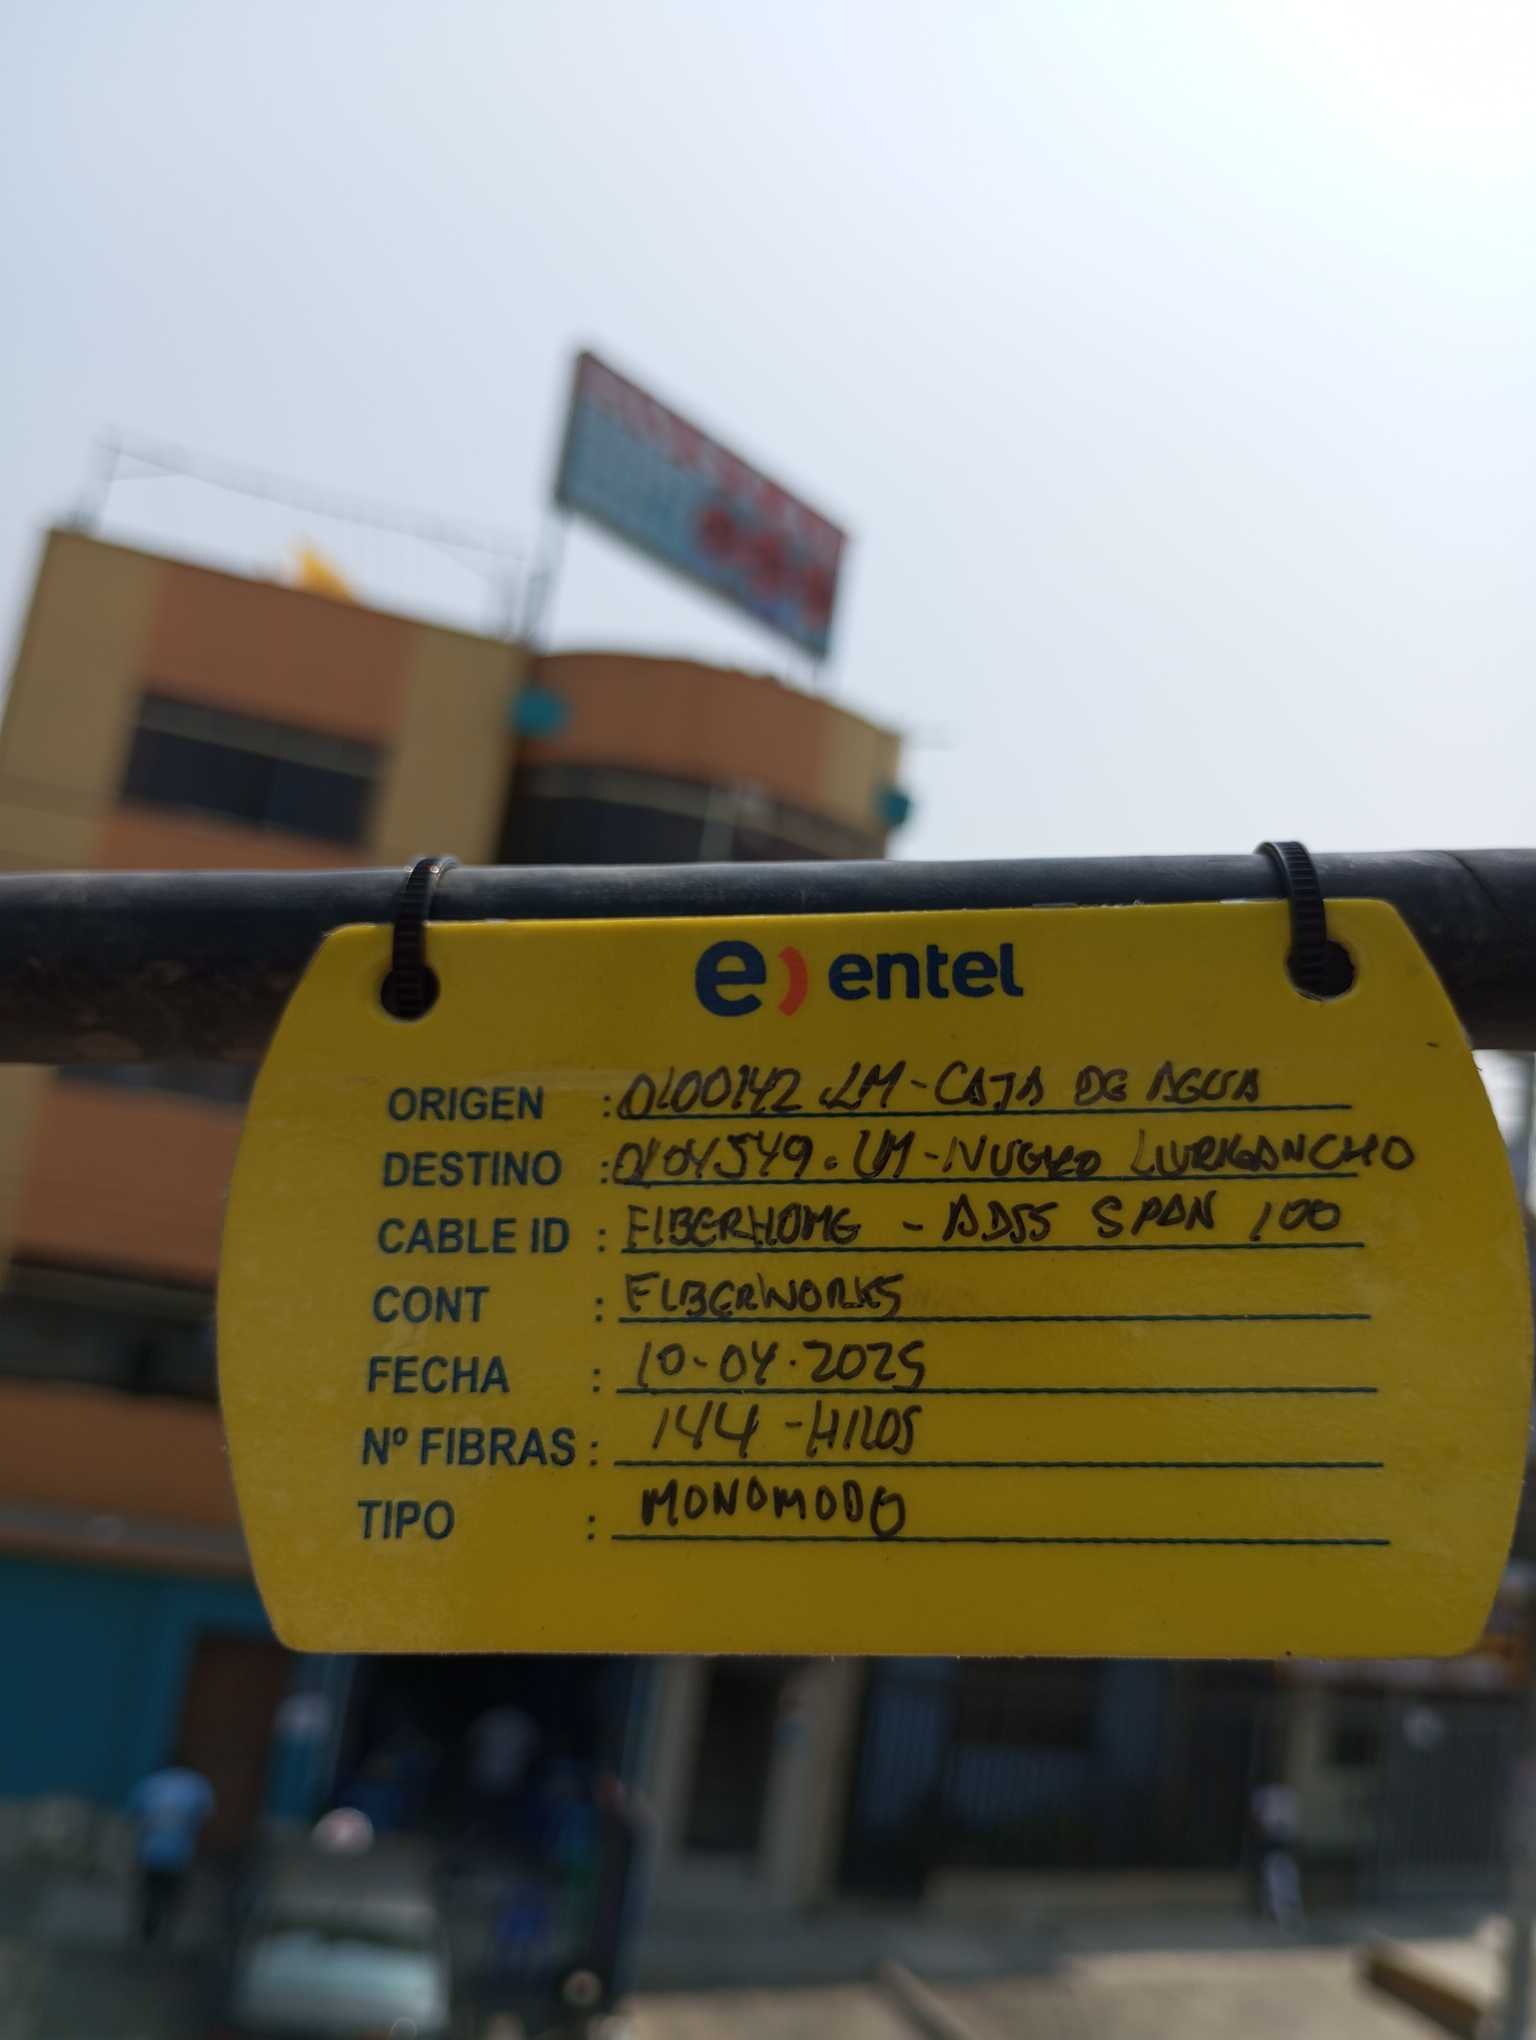 e) entel
ORIGEN : 0100142 LM-CAJA DE AGUA
DESTINO : 0104549. LM-NUEVO LURIGANCHO
CABLE ID : FIBERHOME - ADSS SPAN 100
CONT : FIBERWORKS
FECHA : 10-04-2025
Nº FIBRAS : 144 -HILOS
TIPO : MONOMODO